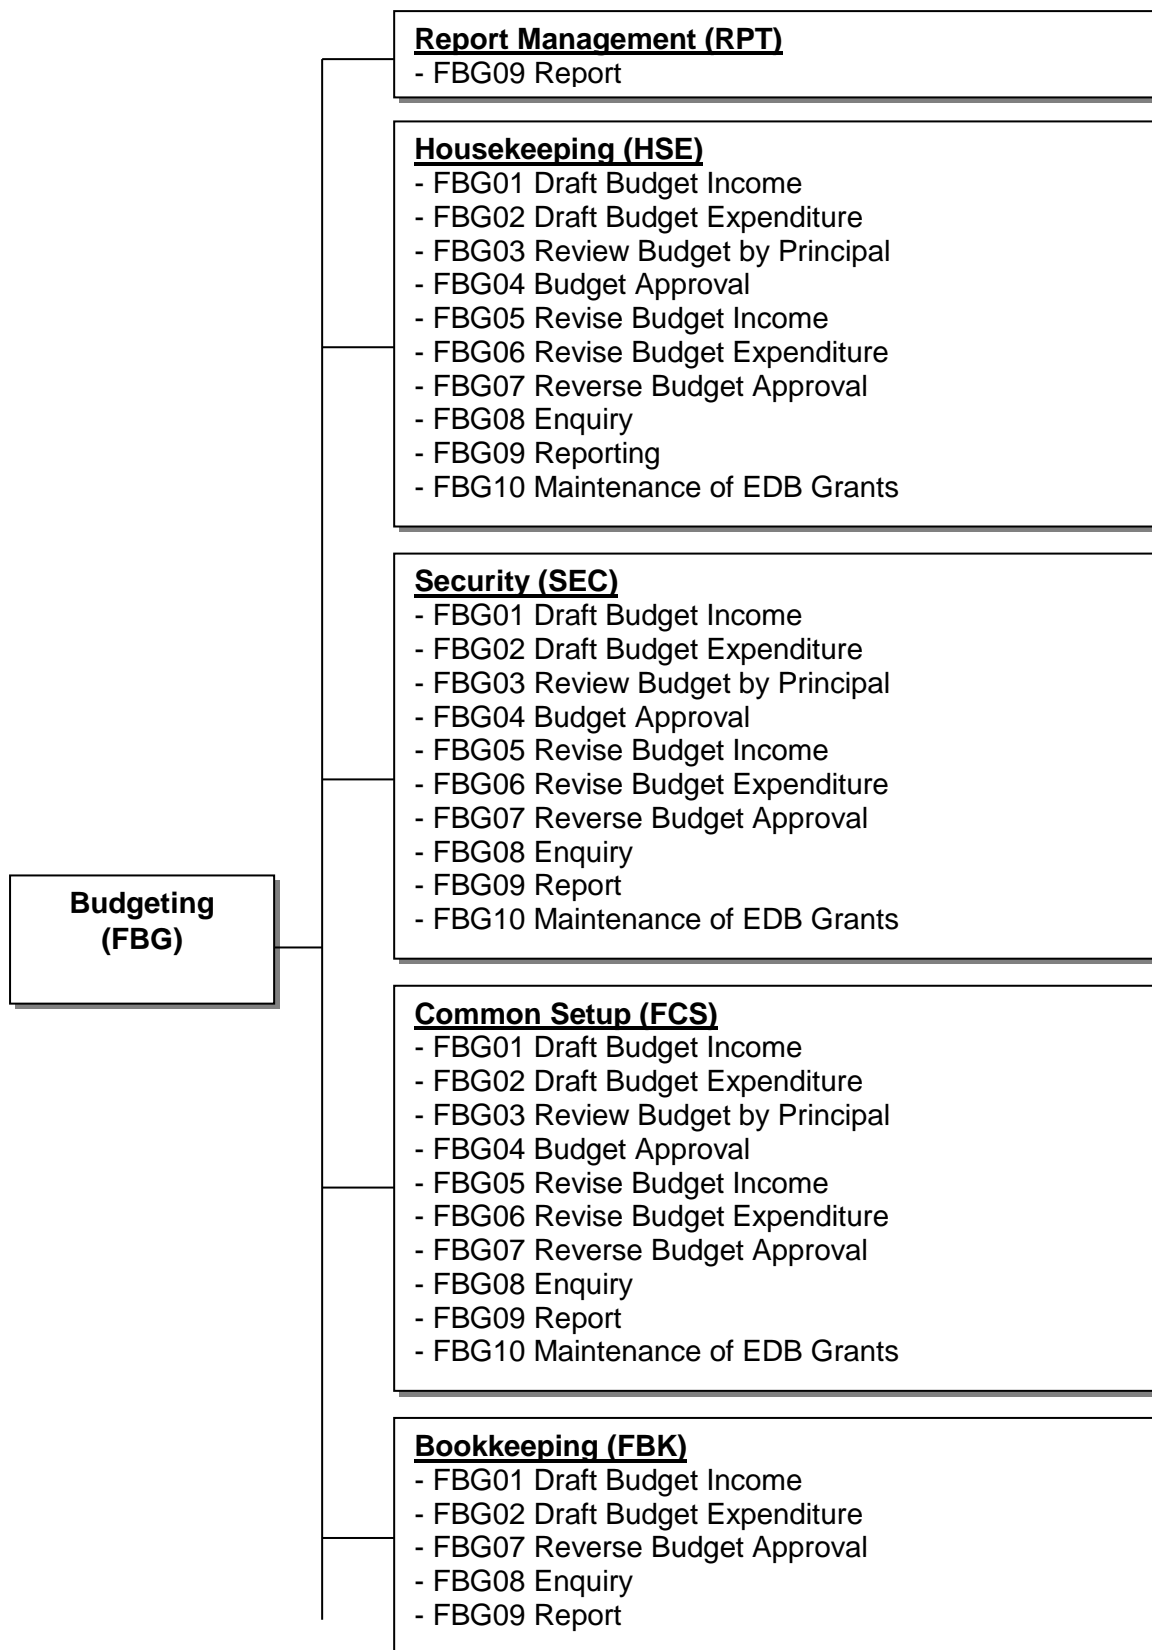 Report Management (RPT)
- FBG09 Report
Housekeeping (HSE)
- FBG01 Draft Budget Income
- FBG02 Draft Budget Expenditure
- FBG03 Review Budget by Principal
- FBG04 Budget Approval
- FBG05 Revise Budget Income
- FBG06 Revise Budget Expenditure
- FBG07 Reverse Budget Approval
- FBG08 Enquiry
- FBG09 Reporting
- FBG10 Maintenance of EDB Grants
Security (SEC)
- FBG01 Draft Budget Income
- FBG02 Draft Budget Expenditure
- FBG03 Review Budget by Principal
- FBG04 Budget Approval
- FBG05 Revise Budget Income
- FBG06 Revise Budget Expenditure
- FBG07 Reverse Budget Approval
- FBG08 Enquiry
- FBG09 Report
- FBG10 Maintenance of EDB Grants
Budgeting
(FBG)
Common Setup (FCS)
- FBG01 Draft Budget Income
- FBG02 Draft Budget Expenditure
- FBG03 Review Budget by Principal
- FBG04 Budget Approval
- FBG05 Revise Budget Income
- FBG06 Revise Budget Expenditure
- FBG07 Reverse Budget Approval
- FBG08 Enquiry
- FBG09 Report
- FBG10 Maintenance of EDB Grants
Bookkeeping (FBK)
- FBG01 Draft Budget Income
- FBG02 Draft Budget Expenditure
- FBG07 Reverse Budget Approval
- FBG08 Enquiry
- FBG09 Report